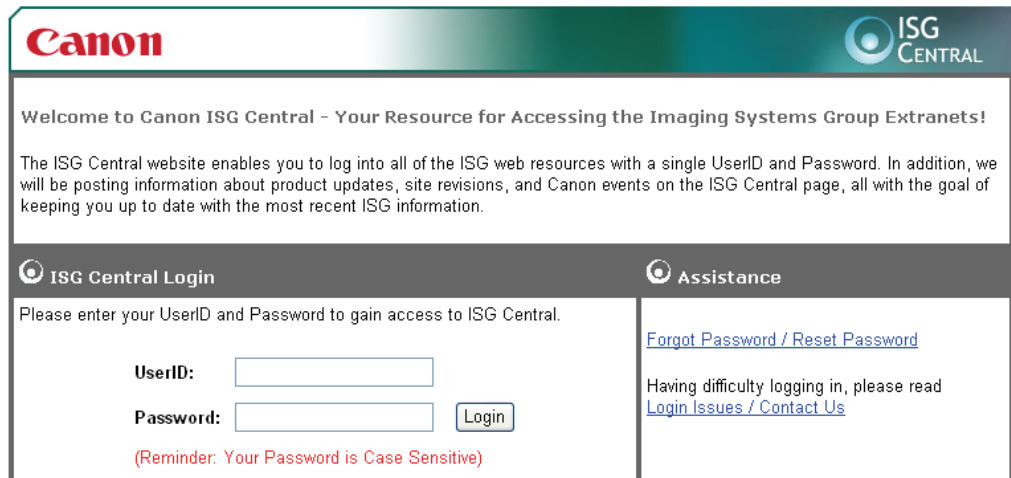 Canon
ISG
CENTRAL
Welcome to Canon ISG Central - Your Resource for Accessing the Imaging Systems Group Extranets!
The ISG Central website enables you to log into all of the ISG web resources with a single UserID and Password. In addition, we
will be posting information about product updates, site revisions, and Canon events on the ISG Central page, all with the goal of
keeping you up to date with the most recent ISG information.
ISG Central Login
Please enter your UserID and Password to gain access to ISG Central.
UserID:
Password:
Login
(Reminder: Your Password is Case Sensitive)
Assistance
Forgot Password / Reset Password
Having difficulty logging in, please read
Login Issues / Contact Us